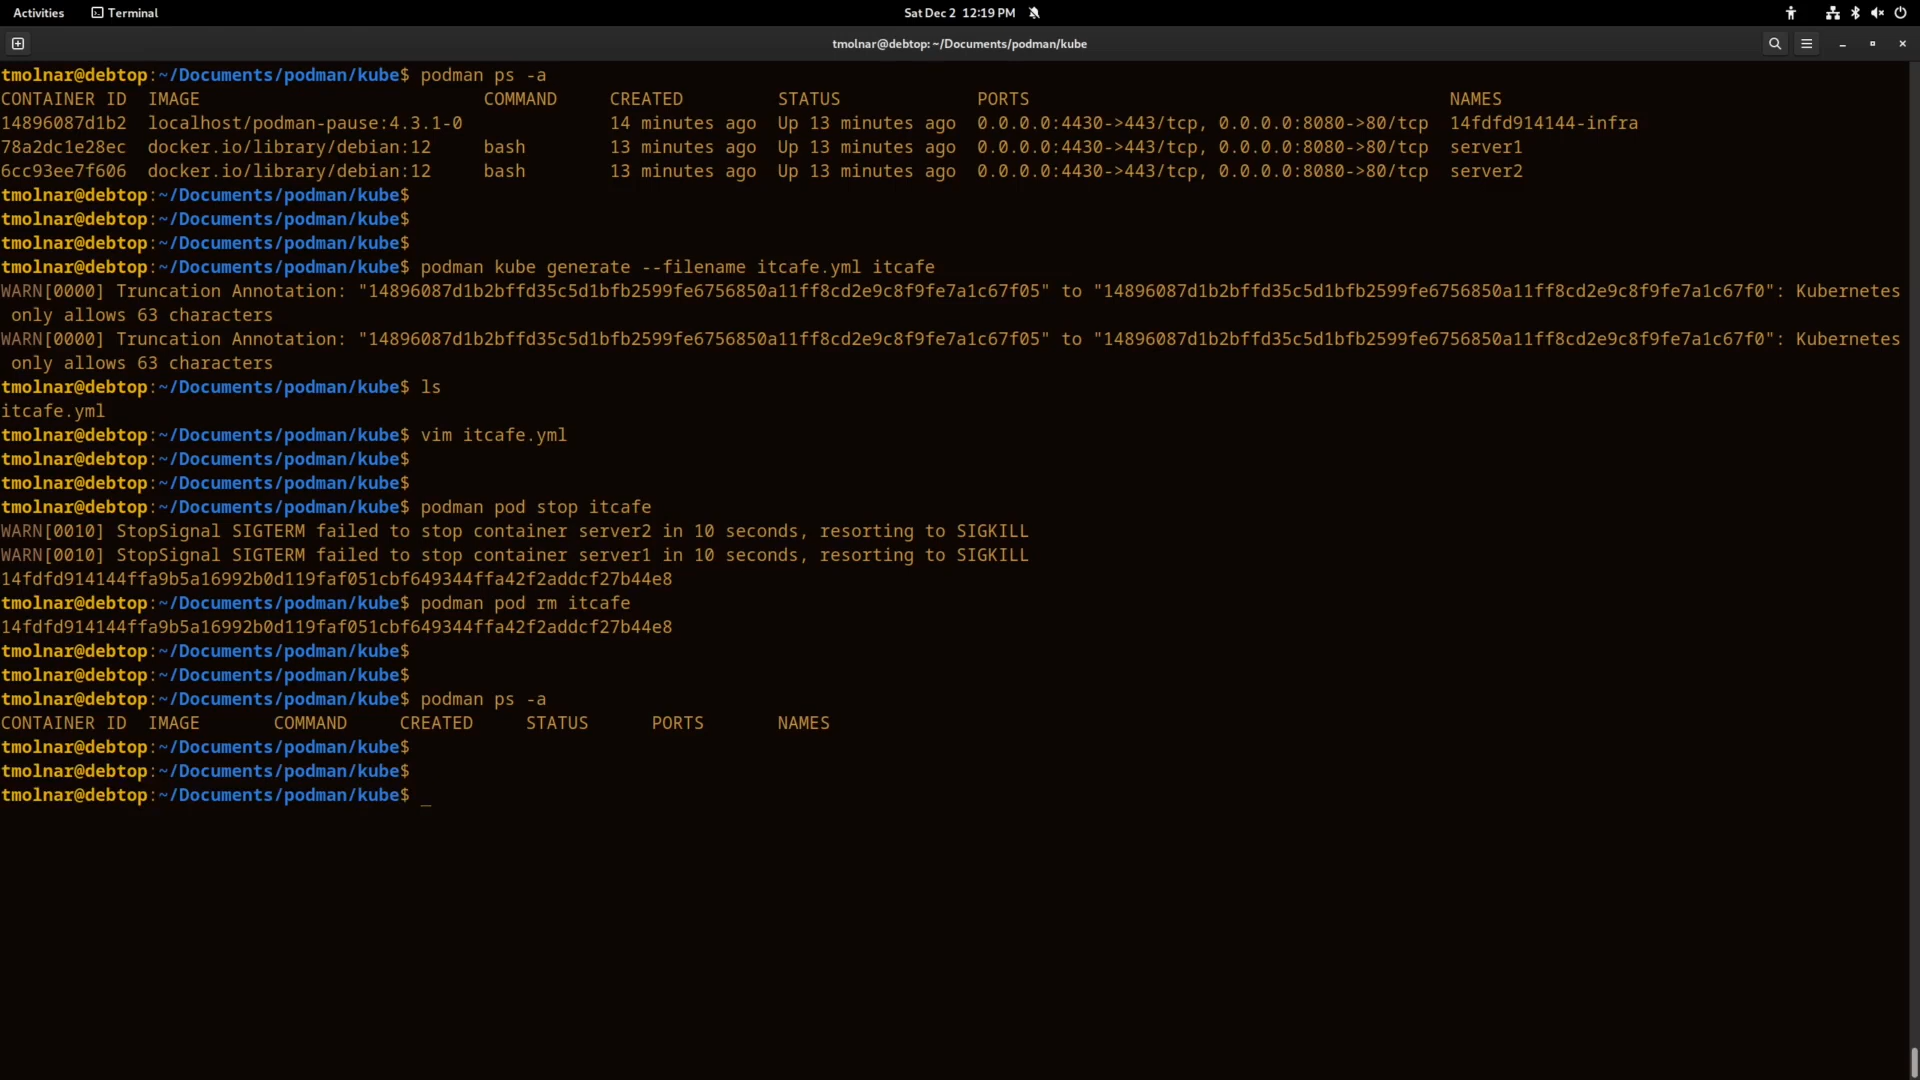 Activities Terminal Sat Dec 2 12:19 PM
tmolnar@debtop: ~/Documents/podman/kube
tmolnar@debtop:~/Documents/podman/kube$ podman ps -a
CONTAINER ID IMAGE COMMAND CREATED STATUS PORTS NAMES
14896087d1b2 localhost/podman-pause:4.3.1-0 14 minutes ago Up 13 minutes ago 0.0.0.0:4430->443/tcp, 0.0.0.0:8080->80/tcp 14fdfd914144-infra
78a2dc1e28ec docker.io/library/debian:12 bash 13 minutes ago Up 13 minutes ago 0.0.0.0:4430->443/tcp, 0.0.0.0:8080->80/tcp server1
6cc93ee7f606 docker.io/library/debian:12 bash 13 minutes ago Up 13 minutes ago 0.0.0.0:4430->443/tcp, 0.0.0.0:8080->80/tcp server2
tmolnar@debtop:~/Documents/podman/kube$
tmolnar@debtop:~/Documents/podman/kube$
tmolnar@debtop:~/Documents/podman/kube$
tmolnar@debtop:~/Documents/podman/kube$ podman kube generate --filename itcafe.yml itcafe
WARN[0000] Truncation Annotation: "14896087d1b2bffd35c5d1bfb2599fe6756850a11ff8cd2e9c8f9fe7a1c67f05" to "14896087d1b2bffd35c5d1bfb2599fe6756850a11ff8cd2e9c8f9fe7a1c67f0": Kubernetes
only allows 63 characters
WARN[0000] Truncation Annotation: "14896087d1b2bffd35c5d1bfb2599fe6756850a11ff8cd2e9c8f9fe7a1c67f05" to "14896087d1b2bffd35c5d1bfb2599fe6756850a11ff8cd2e9c8f9fe7a1c67f0": Kubernetes
only allows 63 characters
tmolnar@debtop:~/Documents/podman/kube$ ls
itcafe.yml
tmolnar@debtop:~/Documents/podman/kube$ vim itcafe.yml
tmolnar@debtop:~/Documents/podman/kube$
tmolnar@debtop:~/Documents/podman/kube$
tmolnar@debtop:~/Documents/podman/kube$ podman pod stop itcafe
WARN[0010] StopSignal SIGTERM failed to stop container server2 in 10 seconds, resorting to SIGKILL
WARN[0010] StopSignal SIGTERM failed to stop container server1 in 10 seconds, resorting to SIGKILL
14fdfd914144ffa9b5a16992b0d119faf051cbf649344ffa42f2addcf27b44e8
tmolnar@debtop:~/Documents/podman/kube$ podman pod rm itcafe
14fdfd914144ffa9b5a16992b0d119faf051cbf649344ffa42f2addcf27b44e8
tmolnar@debtop:~/Documents/podman/kube$
tmolnar@debtop:~/Documents/podman/kube$
tmolnar@debtop:~/Documents/podman/kube$ podman ps -a
CONTAINER ID IMAGE COMMAND CREATED STATUS PORTS NAMES
tmolnar@debtop:~/Documents/podman/kube$
tmolnar@debtop:~/Documents/podman/kube$
tmolnar@debtop:~/Documents/podman/kube$ _